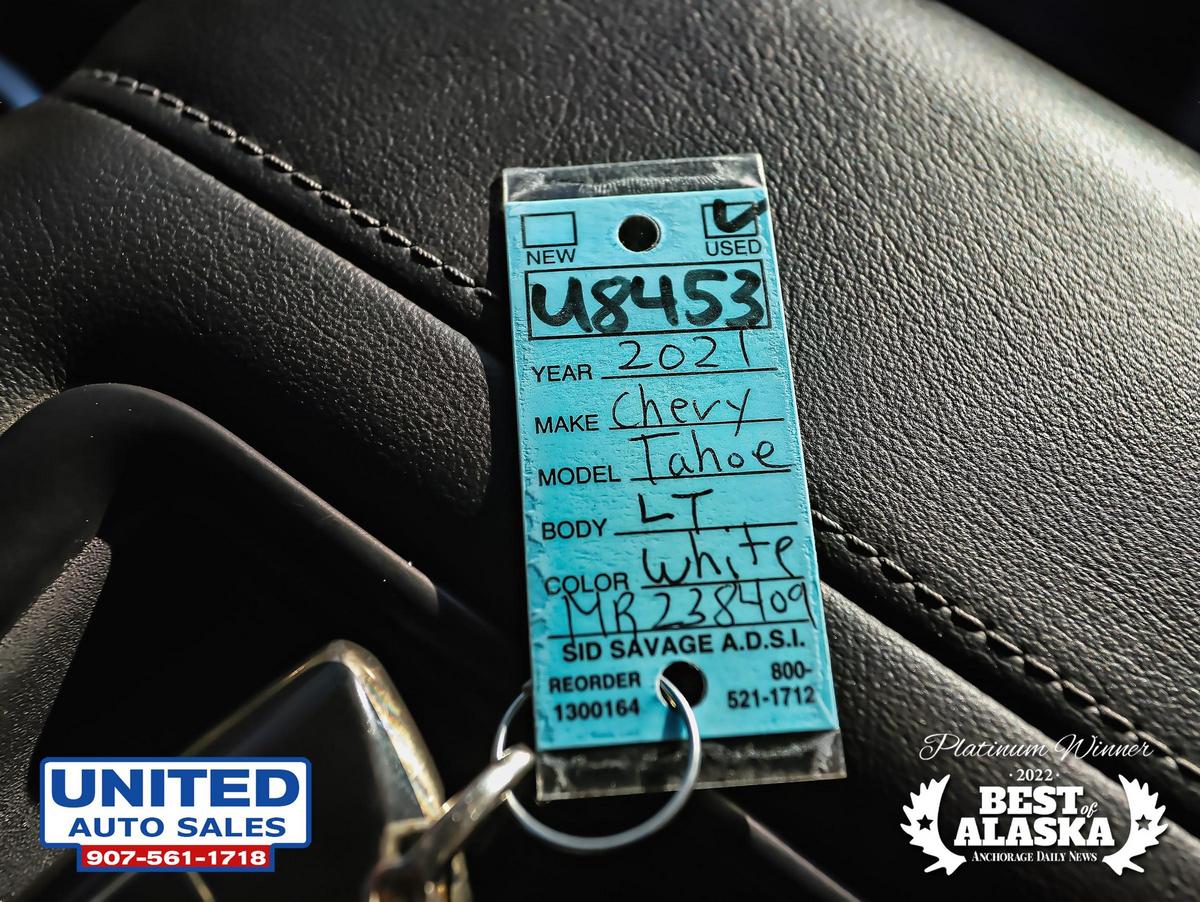 NEW
USED
U8453
YEAR 2021
MAKE Chevy
MODEL Tahoe
BODY LT
COLOR White
MR238409
SID SAVAGE A.D.S.I.
REORDER
1300164
800-
521-1712
UNITED
AUTO SALES
907-561-1718
Platinum Winner
·2022·
BEST of
ALASKA
ANCHORAGE DAILY NEWS